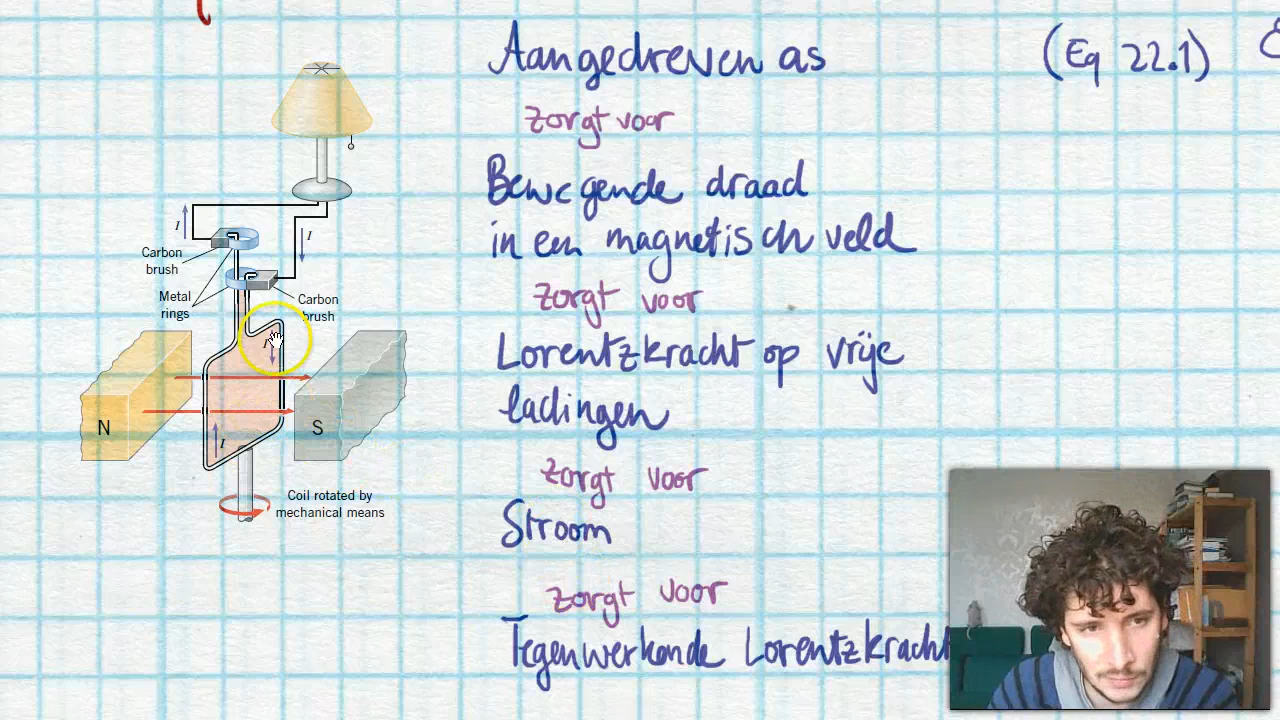 Aangedreven as
(Eq 22.1)
zorgt voor
Bewegende draad
in een magnetisch veld
zorgt voor
Lorentzkracht op vrije
ladingen
zorgt voor
Stroom
zorgt voor
Tegenwerkende Lorentzkracht
I
I
Carbon
brush
Metal
rings
Carbon
brush
I
N
S
I
Coil rotated by
mechanical means